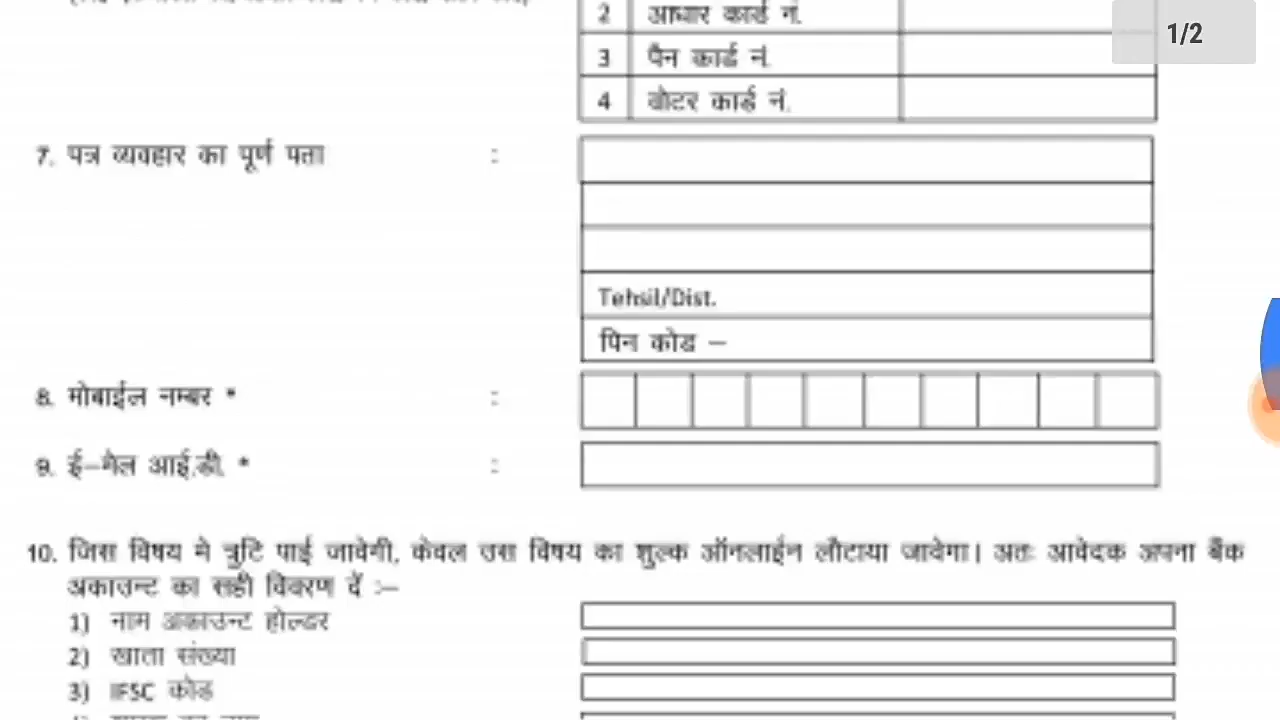 1/2
2 आधार कार्ड नं.
3 पैन कार्ड नं.
4 वोटर कार्ड नं.
7. पत्र व्यवहार का पूर्ण पता :
Tehsil/Dist.
पिन कोड –
8. मोबाईल नम्बर * :
9. ई–मेल आई.डी. * :
10. जिस विषय मे त्रुटि पाई जावेगी, केवल उस विषय का शुल्क ऑनलाईन लौटाया जावेगा। अतः आवेदक अपना बैंक
अकाउन्ट का सही विवरण दें :–
1) नाम अकाउन्ट होल्डर
2) खाता संख्या
3) IFSC कोड